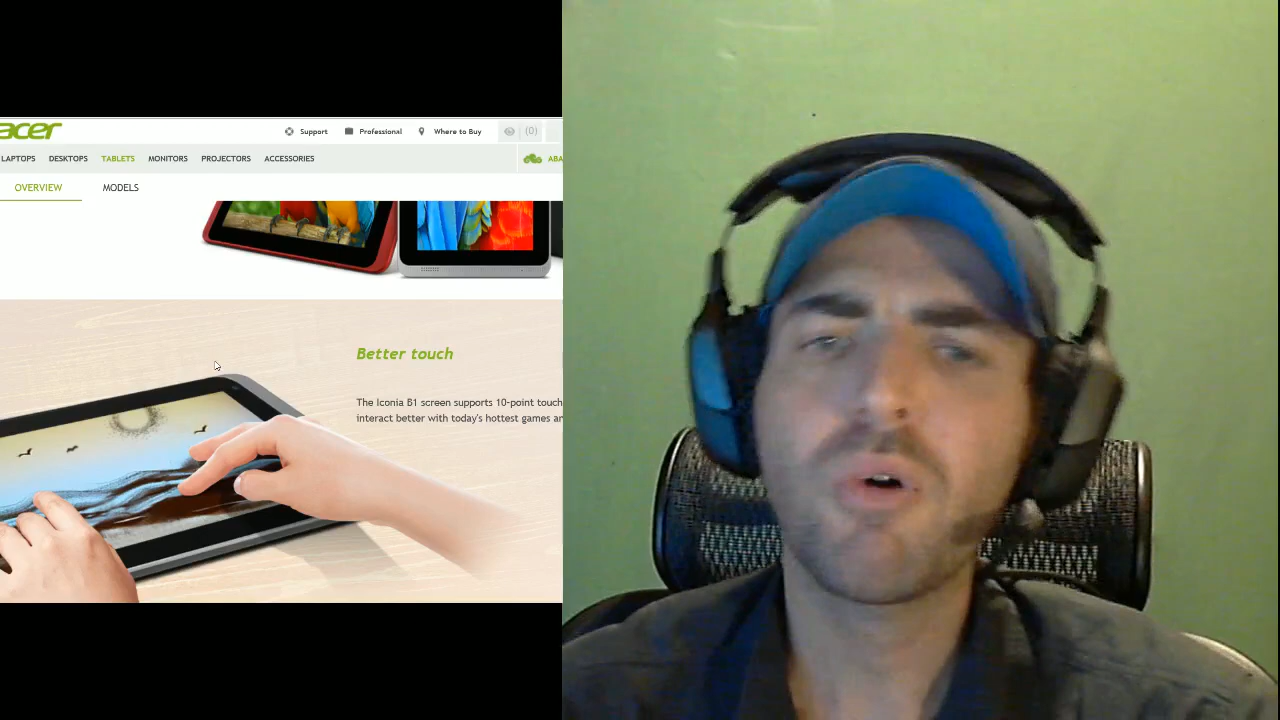 acer
Support Professional Where to Buy (0)
LAPTOPS DESKTOPS TABLETS MONITORS PROJECTORS ACCESSORIES ABA
OVERVIEW MODELS
Better touch
The Iconia B1 screen supports 10-point touch
interact better with today's hottest games an